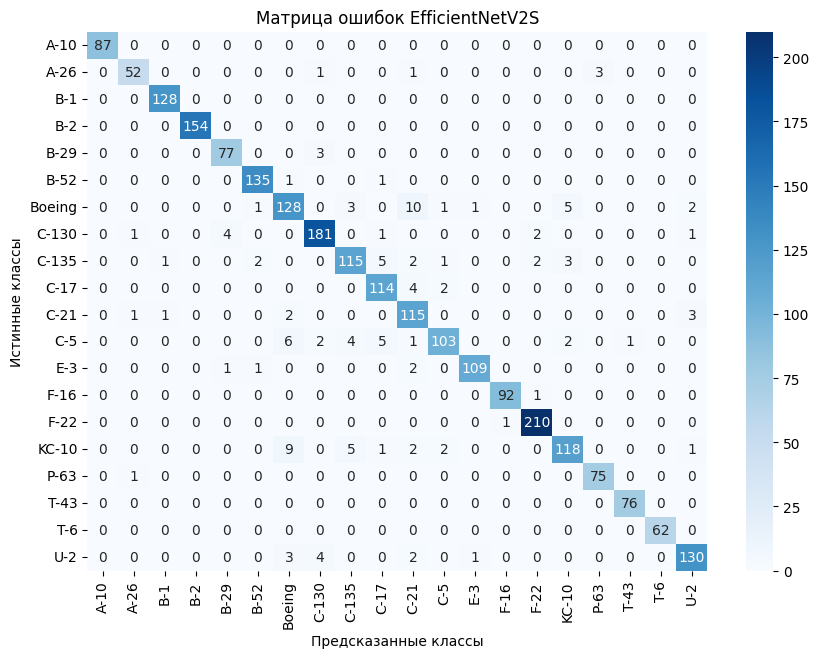 Матрица ошибок EfficientNetV2S
A-10 87 0 0 0 0 0 0 0 0 0 0 0 0 0 0 0 0 0 0 0
A-26 0 52 0 0 0 0 0 1 0 0 1 0 0 0 0 0 3 0 0 0
B-1 0 0 128 0 0 0 0 0 0 0 0 0 0 0 0 0 0 0 0 0
B-2 0 0 0 154 0 0 0 0 0 0 0 0 0 0 0 0 0 0 0 0
B-29 0 0 0 0 77 0 0 3 0 0 0 0 0 0 0 0 0 0 0 0
B-52 0 0 0 0 0 135 1 0 0 1 0 0 0 0 0 0 0 0 0 0
Boeing 0 0 0 0 0 1 128 0 3 0 10 1 1 0 0 5 0 0 0 2
C-130 0 1 0 0 4 0 0 181 0 1 0 0 0 0 2 0 0 0 0 1
C-135 0 0 1 0 0 2 0 0 115 5 2 1 0 0 2 3 0 0 0 0
C-17 0 0 0 0 0 0 0 0 0 114 4 2 0 0 0 0 0 0 0 0
C-21 0 1 1 0 0 0 2 0 0 0 115 0 0 0 0 0 0 0 0 3
C-5 0 0 0 0 0 0 6 2 4 5 1 103 0 0 0 2 0 1 0 0
E-3 0 0 0 0 1 1 0 0 0 0 2 0 109 0 0 0 0 0 0 0
F-16 0 0 0 0 0 0 0 0 0 0 0 0 0 92 1 0 0 0 0 0
F-22 0 0 0 0 0 0 0 0 0 0 0 0 0 1 210 0 0 0 0 0
KC-10 0 0 0 0 0 0 9 0 5 1 2 2 0 0 0 118 0 0 0 1
P-63 0 1 0 0 0 0 0 0 0 0 0 0 0 0 0 0 75 0 0 0
T-43 0 0 0 0 0 0 0 0 0 0 0 0 0 0 0 0 0 76 0 0
T-6 0 0 0 0 0 0 0 0 0 0 0 0 0 0 0 0 0 0 62 0
U-2 0 0 0 0 0 0 3 4 0 0 2 0 1 0 0 0 0 0 0 130
A-10 A-26 B-1 B-2 B-29 B-52 Boeing C-130 C-135 C-17 C-21 C-5 E-3 F-16 F-22 KC-10 P-63 T-43 T-6 U-2
Предсказанные классы
Истинные классы
200
175
150
125
100
75
50
25
0